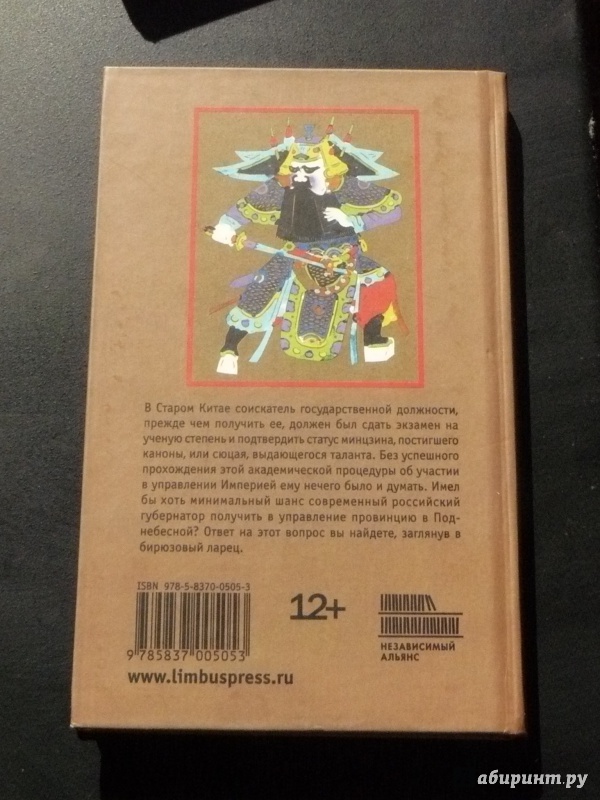 В Старом Китае соискатель государственной должности,
прежде чем получить ее, должен был сдать экзамен на
ученую степень и подтвердить статус минцзина, постигшего
каноны, или сюцая, выдающегося таланта. Без успешного
прохождения этой академической процедуры об участии
в управлении Империей ему нечего было и думать. Имел
бы хоть минимальный шанс современный российский
губернатор получить в управление провинцию в Под-
небесной? Ответ на этот вопрос вы найдете, заглянув в
бирюзовый ларец.
ISBN 978-5-8370-0505-3
9 785837 005053
12+
НЕЗАВИСИМЫЙ
АЛЬЯНС
www.limbuspress.ru
абиринт.ру